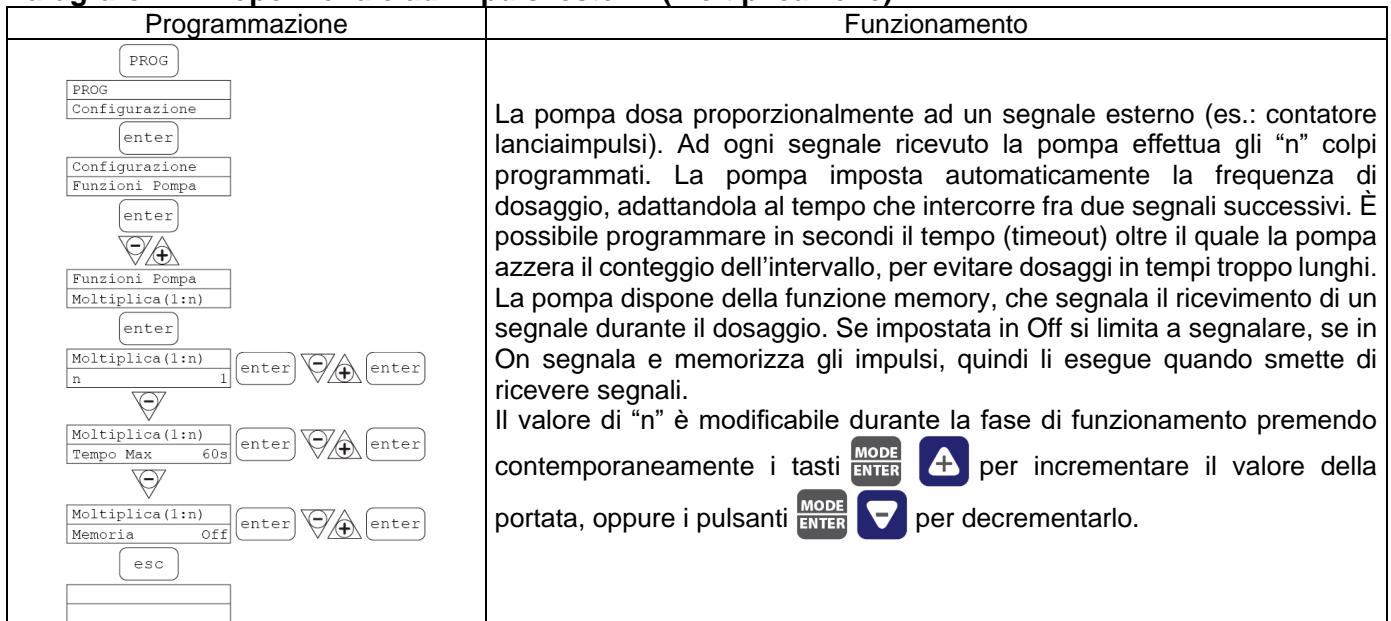 Programmazione
Funzionamento
PROG
PROG
Configurazione
enter
Configurazione
Funzioni Pompa
enter
Funzioni Pompa
Moltiplica(1:n)
enter
Moltiplica(1:n)
n 1
enter - + enter
-
Moltiplica(1:n)
Tempo Max 60s
enter - + enter
-
Moltiplica(1:n)
Memoria Off
enter - + enter
esc
La pompa dosa proporzionalmente ad un segnale esterno (es.: contatore
lanciaimpulsi). Ad ogni segnale ricevuto la pompa effettua gli “n” colpi
programmati. La pompa imposta automaticamente la frequenza di
dosaggio, adattandola al tempo che intercorre fra due segnali successivi. È
possibile programmare in secondi il tempo (timeout) oltre il quale la pompa
azzera il conteggio dell’intervallo, per evitare dosaggi in tempi troppo lunghi.
La pompa dispone della funzione memory, che segnala il ricevimento di un
segnale durante il dosaggio. Se impostata in Off si limita a segnalare, se in
On segnala e memorizza gli impulsi, quindi li esegue quando smette di
ricevere segnali.
Il valore di “n” è modificabile durante la fase di funzionamento premendo
contemporaneamente i tasti MODE ENTER + per incrementare il valore della
portata, oppure i pulsanti MODE ENTER - per decrementarlo.